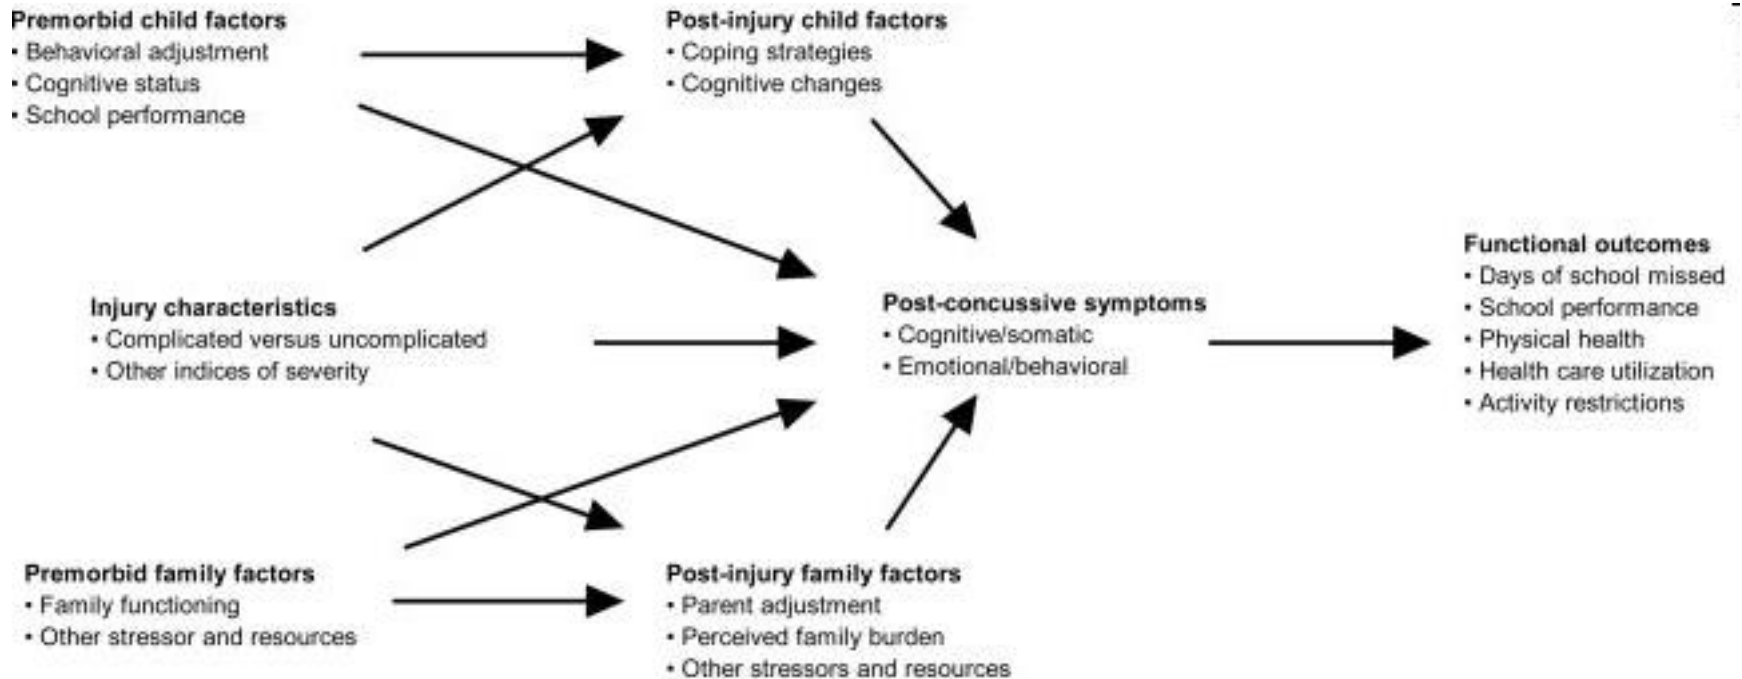 Premorbid child factors
• Behavioral adjustment
• Cognitive status
• School performance
Post-injury child factors
• Coping strategies
• Cognitive changes
Injury characteristics
• Complicated versus uncomplicated
• Other indices of severity
Post-concussive symptoms
• Cognitive/somatic
• Emotional/behavioral
Functional outcomes
• Days of school missed
• School performance
• Physical health
• Health care utilization
• Activity restrictions
Premorbid family factors
• Family functioning
• Other stressor and resources
Post-injury family factors
• Parent adjustment
• Perceived family burden
• Other stressors and resources